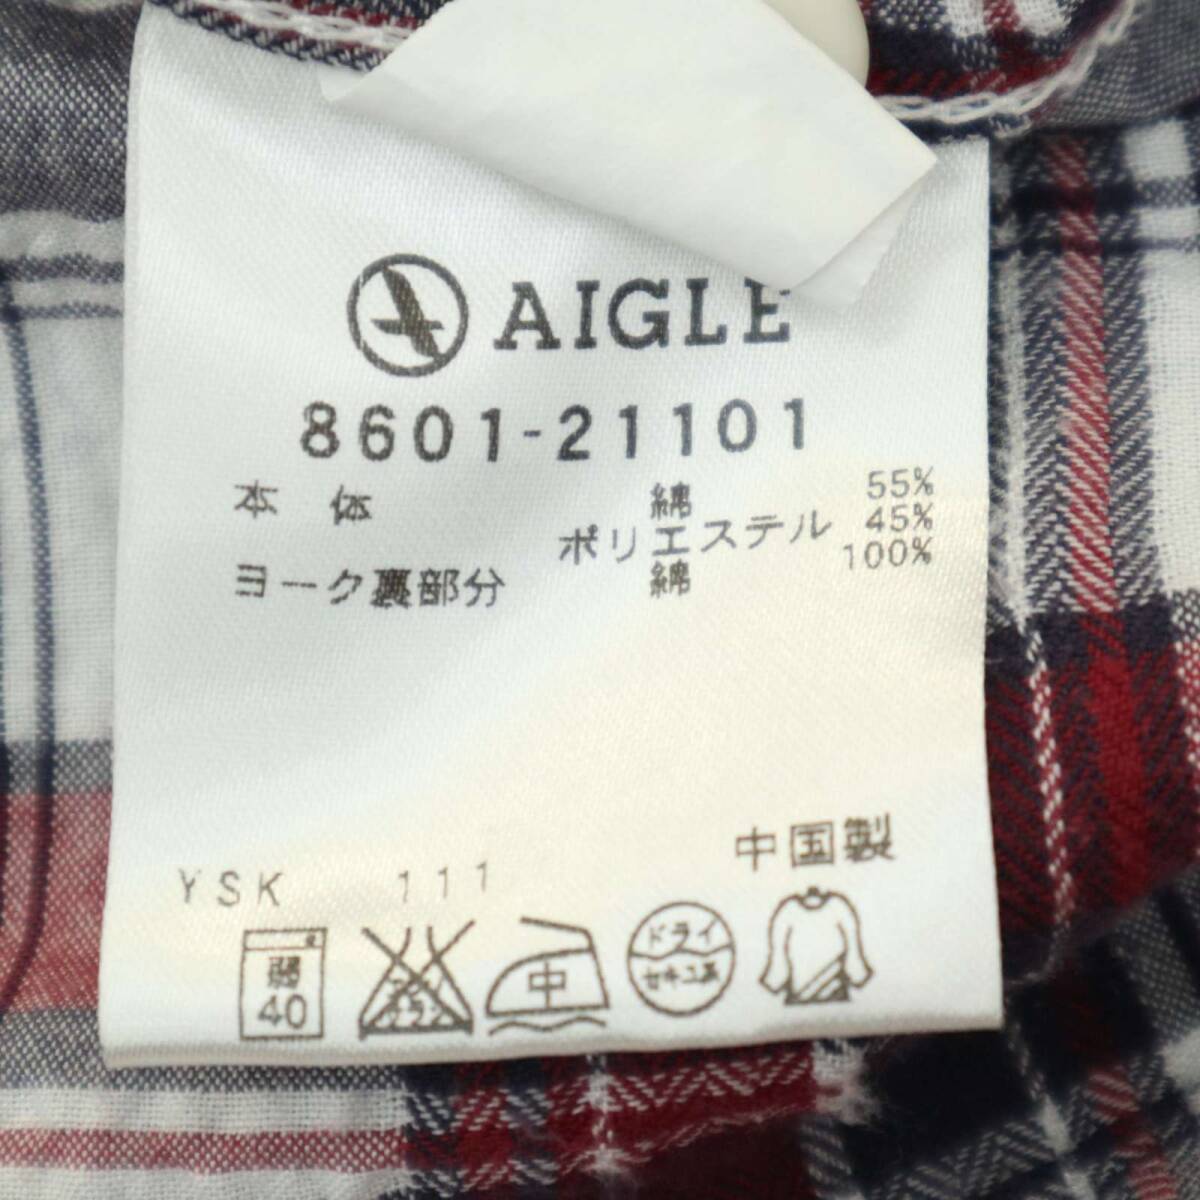 AIGLE
8601-21101
本体 綿 55%
ポリエステル 45%
ヨーク裏部分 綿 100%
中国製
YSK 111
弱
40
中
ドライ
セキユ系